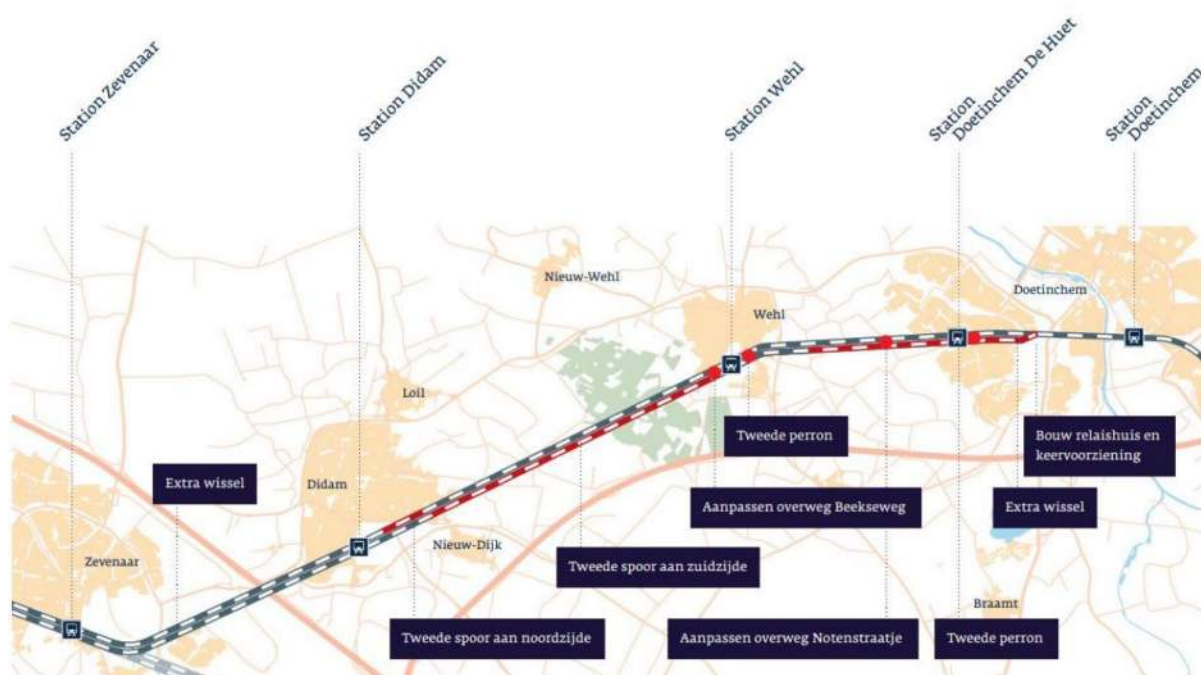 Station Zevenaar
Station Didam
Station Wehl
Station
Doetinchem De Huet
Station
Doetinchem
Nieuw-Wehl
Doetinchem
Wehl
Loil
Tweede perron
Bouw relaishuis en
keervoorziening
Extra wissel
Didam
Aanpassen overweg Beekseweg
Extra wissel
Nieuw-Dijk
Zevenaar
Tweede spoor aan zuidzijde
Braamt
Tweede spoor aan noordzijde
Aanpassen overweg Notenstraatje
Tweede perron